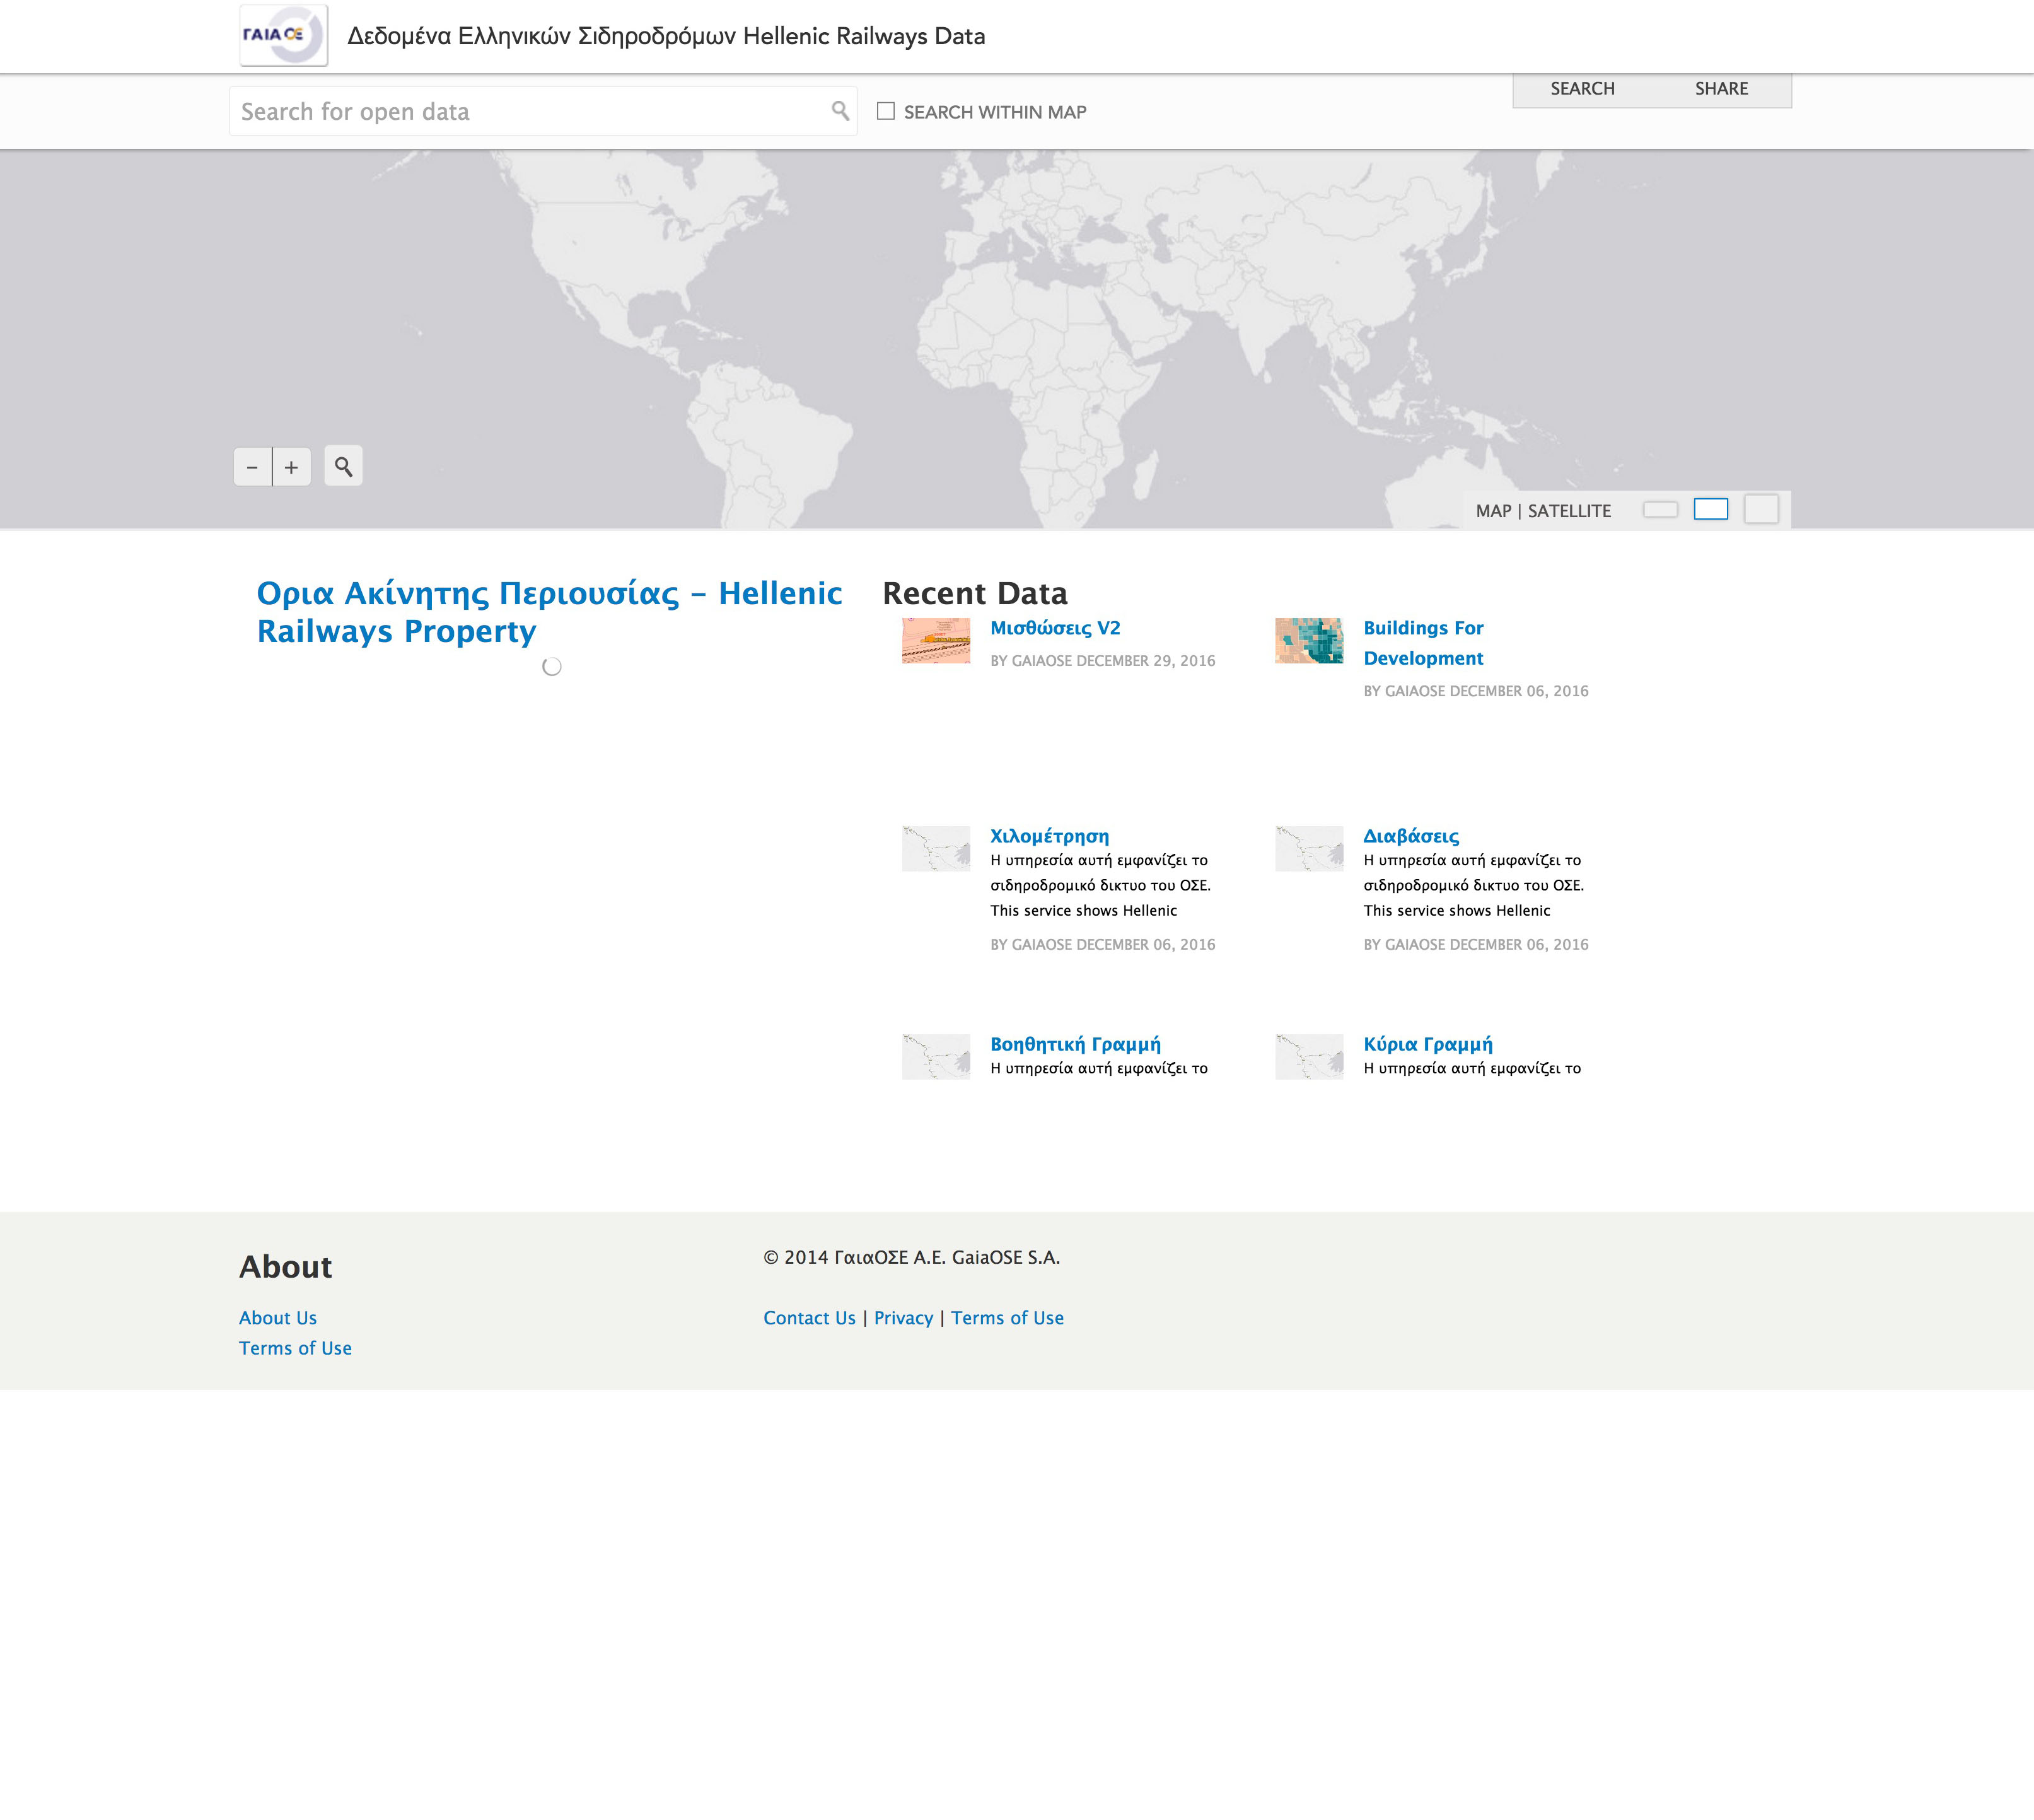 ΓΑΙΑΟΣΕ
Δεδομένα Ελληνικών Σιδηροδρόμων Hellenic Railways Data
SEARCH
SHARE
Search for open data
SEARCH WITHIN MAP
MAP | SATELLITE
Ορια Ακίνητης Περιουσίας - Hellenic
Railways Property
Recent Data
Μισθώσεις V2
BY GAIAOSE DECEMBER 29, 2016
Buildings For
Development
BY GAIAOSE DECEMBER 06, 2016
Χιλομέτρηση
Η υπηρεσία αυτή εμφανίζει το
σιδηροδρομικό δικτυο του ΟΣΕ.
This service shows Hellenic
BY GAIAOSE DECEMBER 06, 2016
Διαβάσεις
Η υπηρεσία αυτή εμφανίζει το
σιδηροδρομικό δικτυο του ΟΣΕ.
This service shows Hellenic
BY GAIAOSE DECEMBER 06, 2016
Βοηθητική Γραμμή
Η υπηρεσία αυτή εμφανίζει το
Κύρια Γραμμή
Η υπηρεσία αυτή εμφανίζει το
About
About Us
Terms of Use
© 2014 ΓαιαΟΣΕ Α.Ε. GaiaOSE S.A.
Contact Us | Privacy | Terms of Use